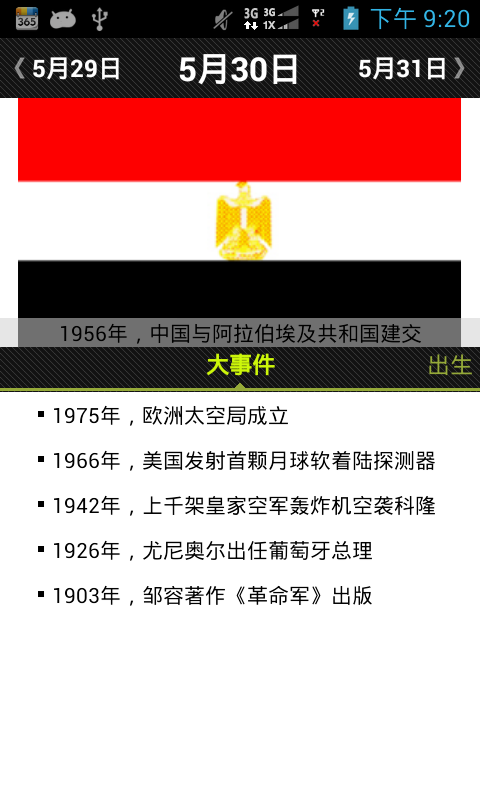 365
3G
3G
1X
下午 9:20
《 5月29日
5月30日
5月31日 》
1956年，中国与阿拉伯埃及共和国建交
大事件
出生
1975年，欧洲太空局成立
1966年，美国发射首颗月球软着陆探测器
1942年，上千架皇家空军轰炸机空袭科隆
1926年，尤尼奥尔出任葡萄牙总理
1903年，邹容著作《革命军》出版